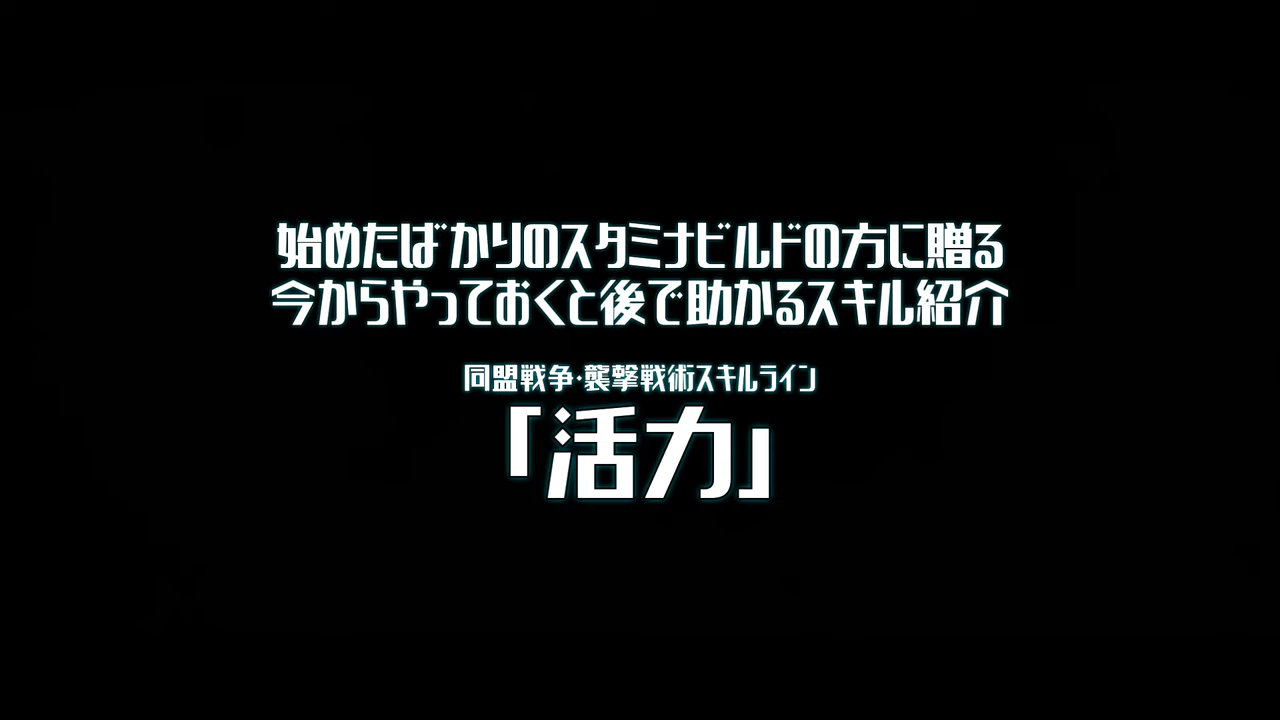 始めたばかりのスタミナビルドの方に贈る
今からやっておくと後で助かるスキル紹介
同盟戦争・襲撃戦術スキルライン
「活力」